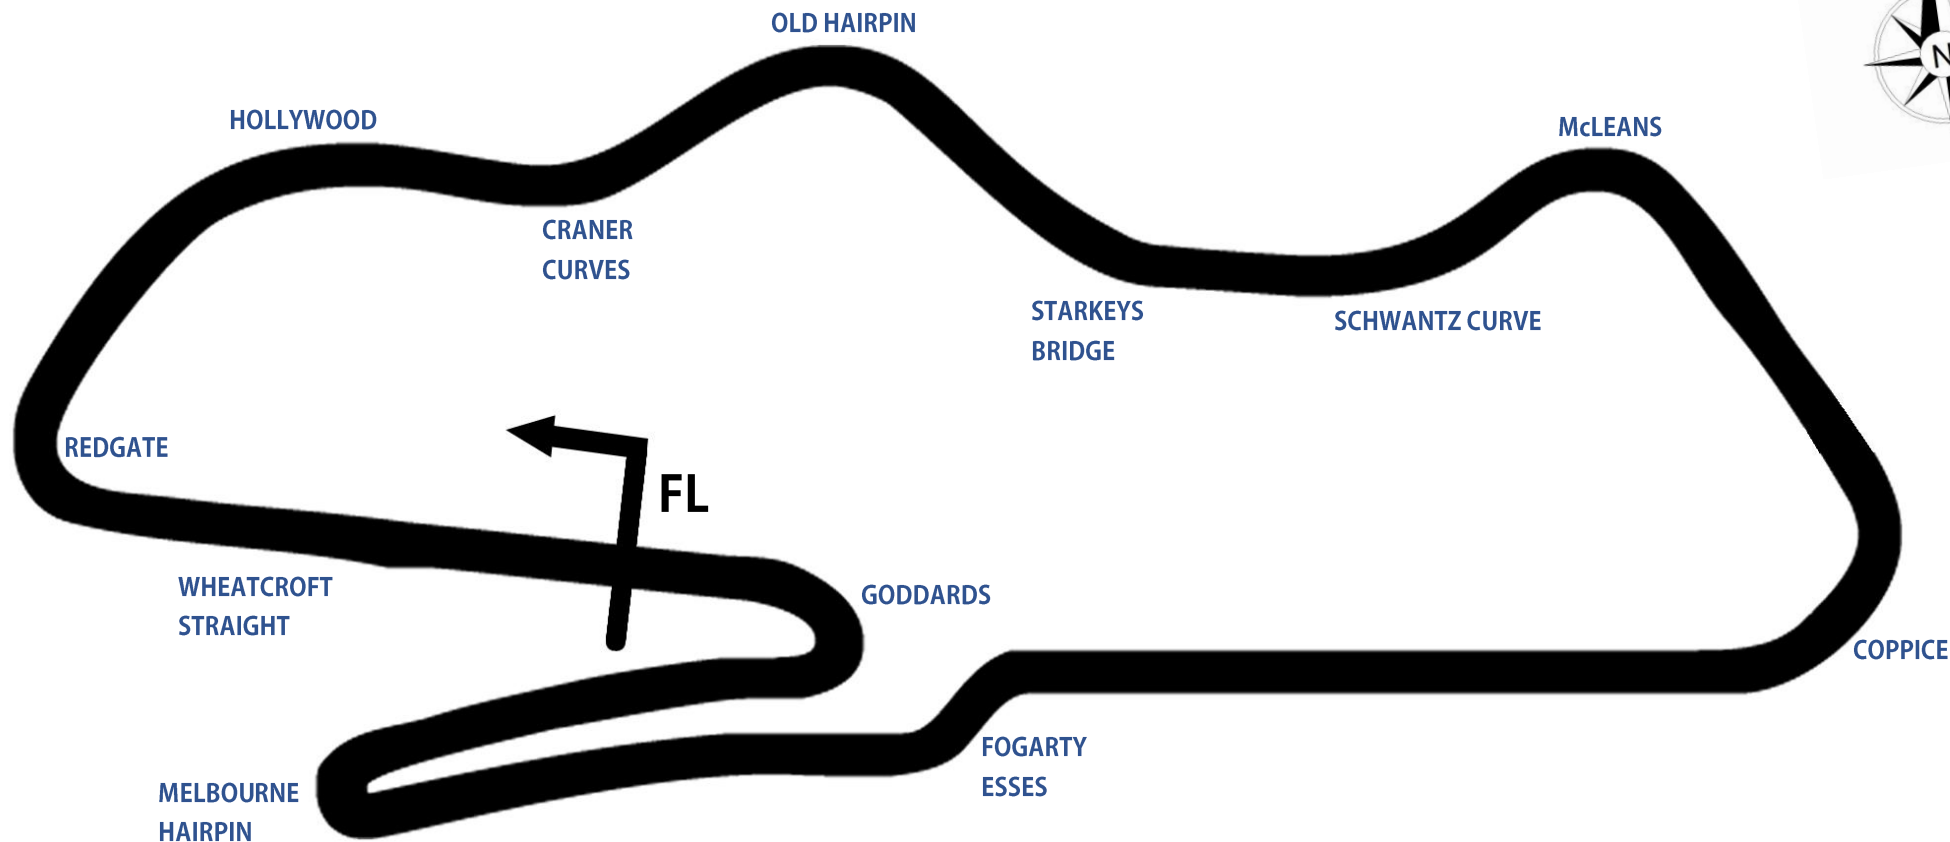 OLD HAIRPIN
HOLLYWOOD
McLEANS
N
CRANER
CURVES
STARKEYS
BRIDGE
SCHWANTZ CURVE
REDGATE
FL
WHEATCROFT
STRAIGHT
GODDARDS
COPPICE
FOGARTY
ESSES
MELBOURNE
HAIRPIN